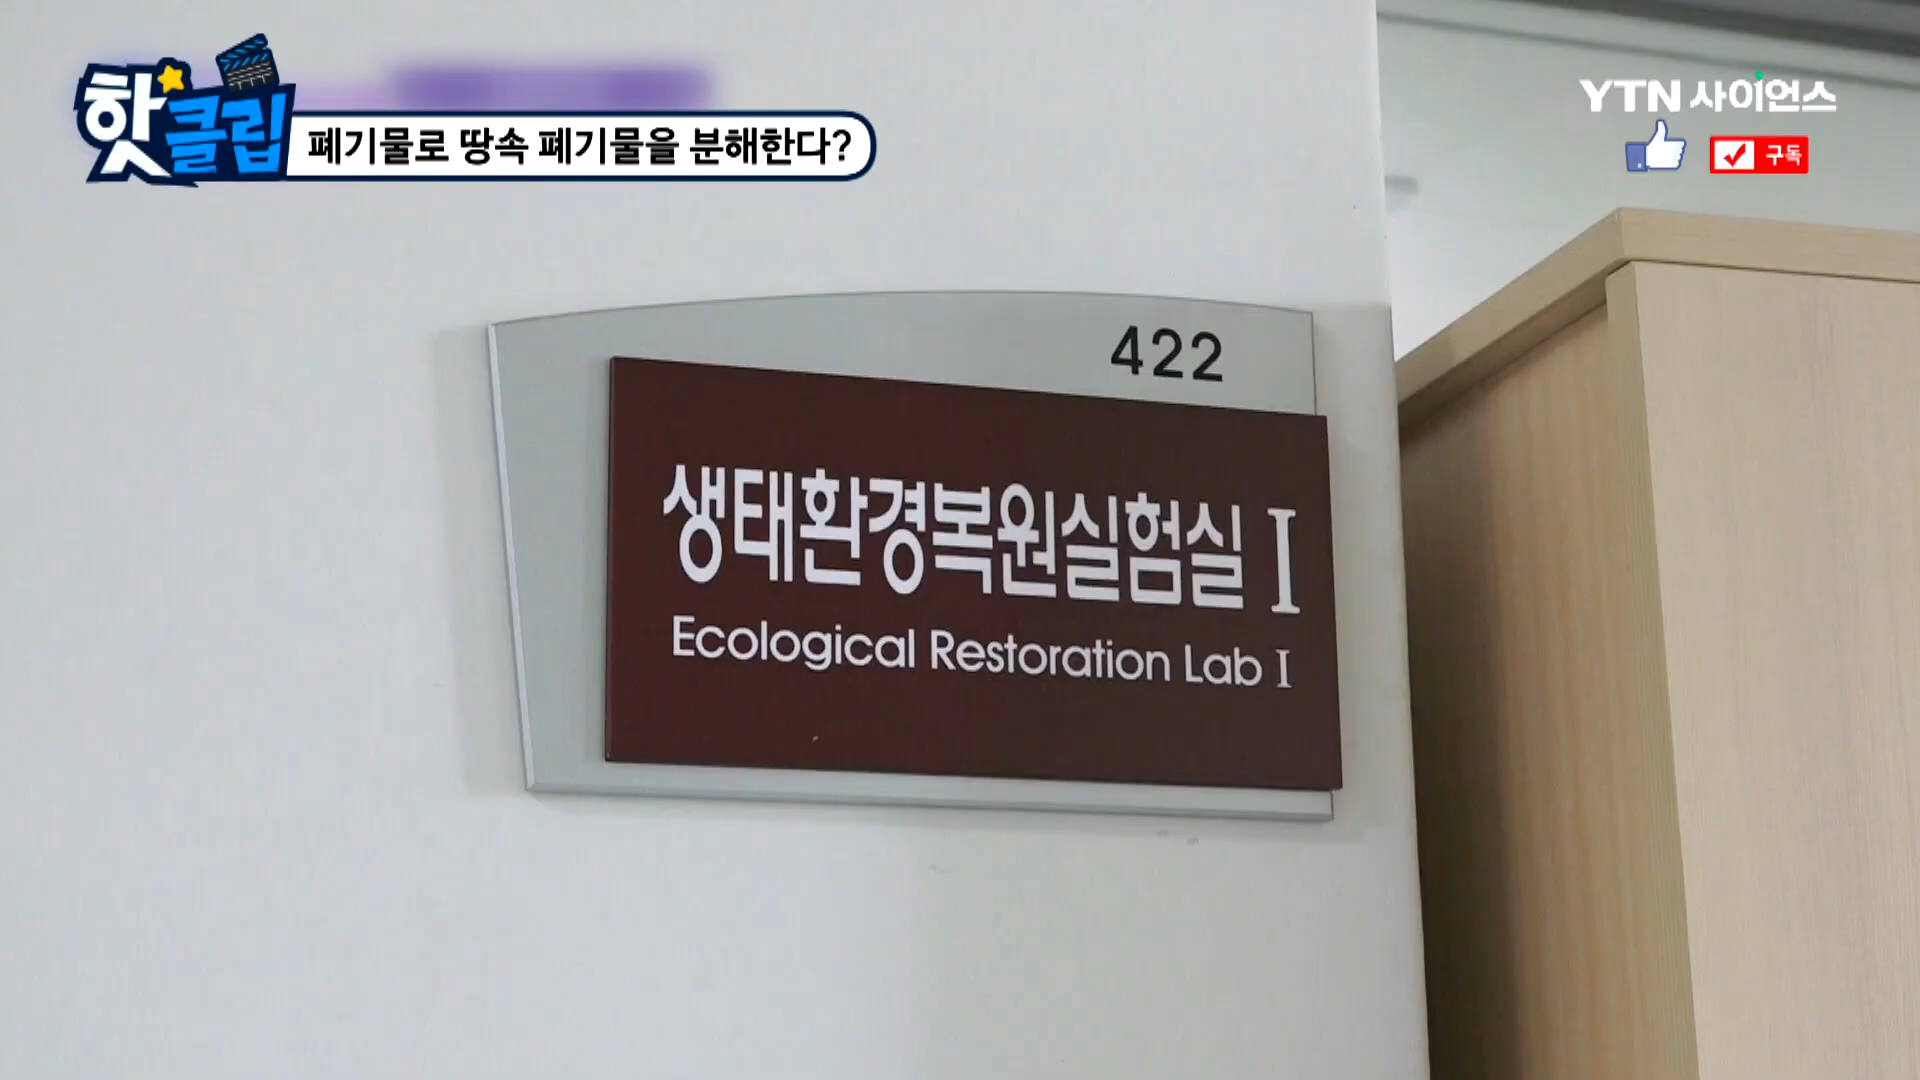 핫클립
폐기물로 땅속 폐기물을 분해한다?
YTN 사이언스
구독
422
생태환경복원실험실 I
Ecological Restoration Lab I